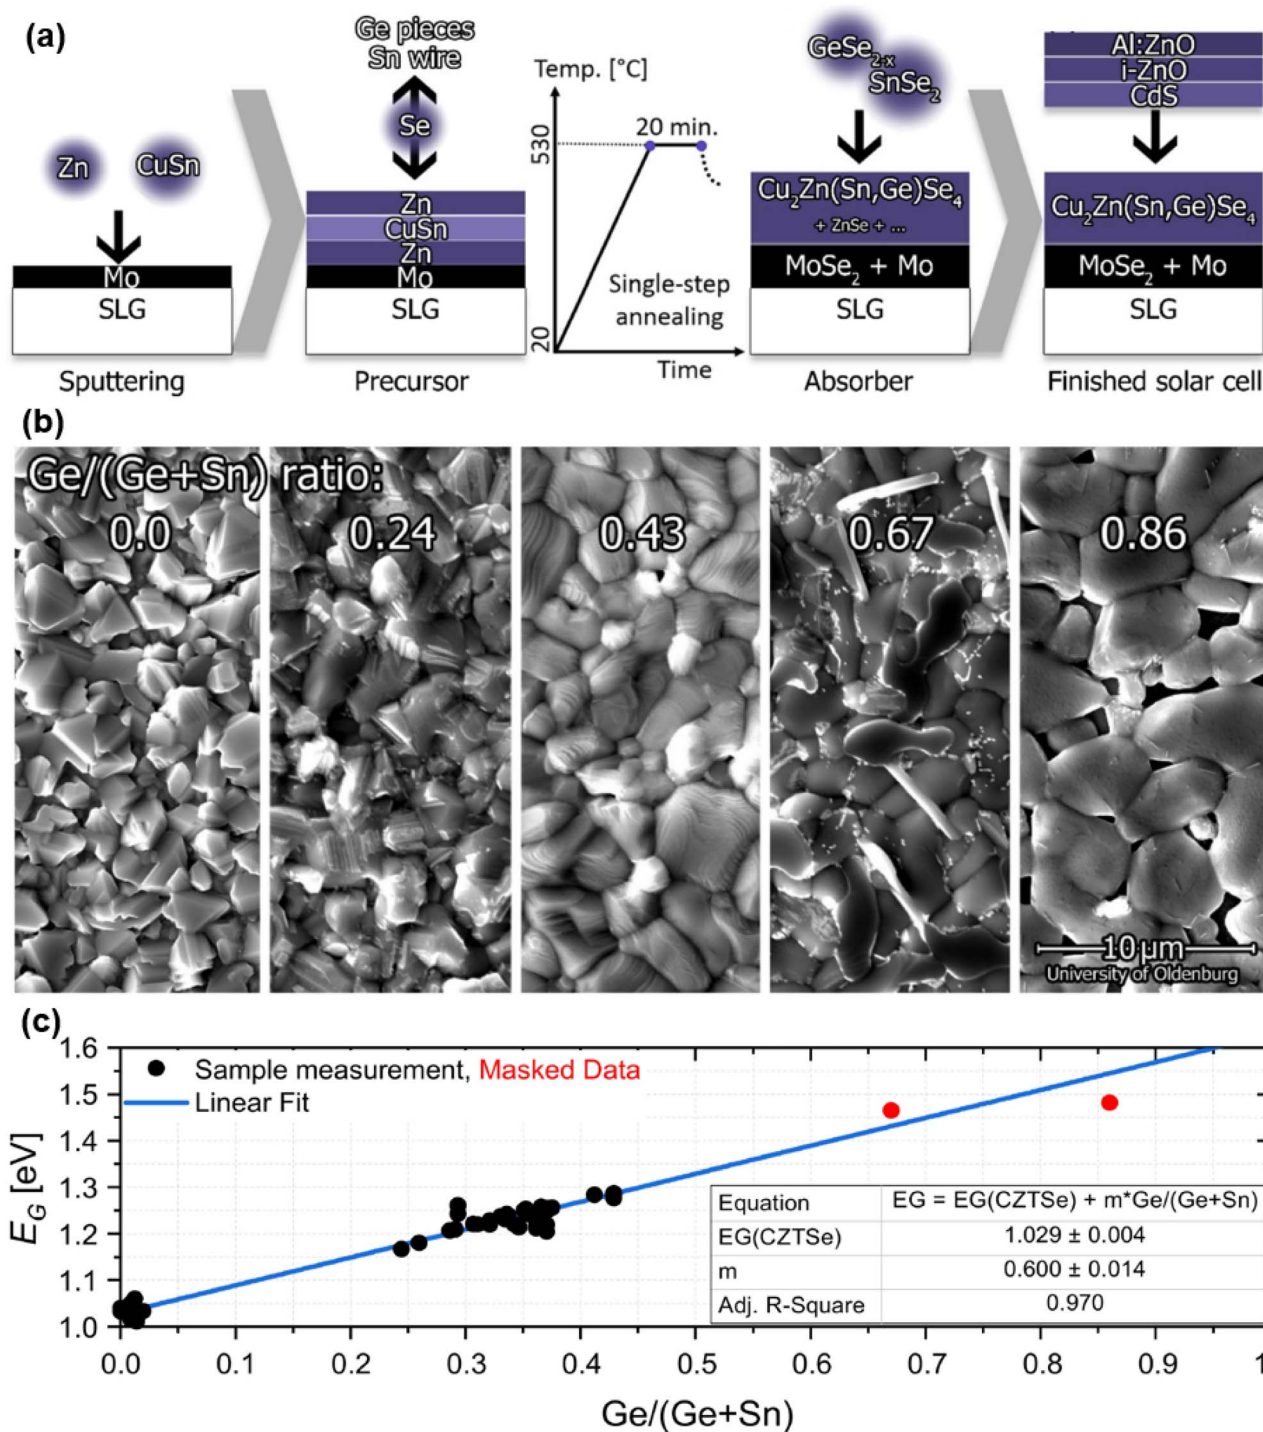 (a)
Zn
CuSn
Mo
SLG
Sputtering
Ge pieces
Sn wire
Se
Zn
CuSn
Zn
Mo
SLG
Precursor
Temp. [°C]
530
20
20 min.
Single-step
annealing
Time
GeSe2-x
SnSe2
Cu2Zn(Sn,Ge)Se4
+ ZnSe + ...
MoSe2 + Mo
SLG
Absorber
Al:ZnO
i-ZnO
CdS
Cu2Zn(Sn,Ge)Se4
MoSe2 + Mo
SLG
Finished solar cell
(b)
Ge/(Ge+Sn) ratio:
0.0
0.24
0.43
0.67
0.86
10 µm
University of Oldenburg
(c)
1.6
1.5
1.4
1.3
1.2
1.1
1.0
EG [eV]
Sample measurement, Masked Data
Linear Fit
Equation EG = EG(CZTSe) + m*Ge/(Ge+Sn)
EG(CZTSe) 1.029 ± 0.004
m 0.600 ± 0.014
Adj. R-Square 0.970
0.0 0.1 0.2 0.3 0.4 0.5 0.6 0.7 0.8 0.9 1
Ge/(Ge+Sn)